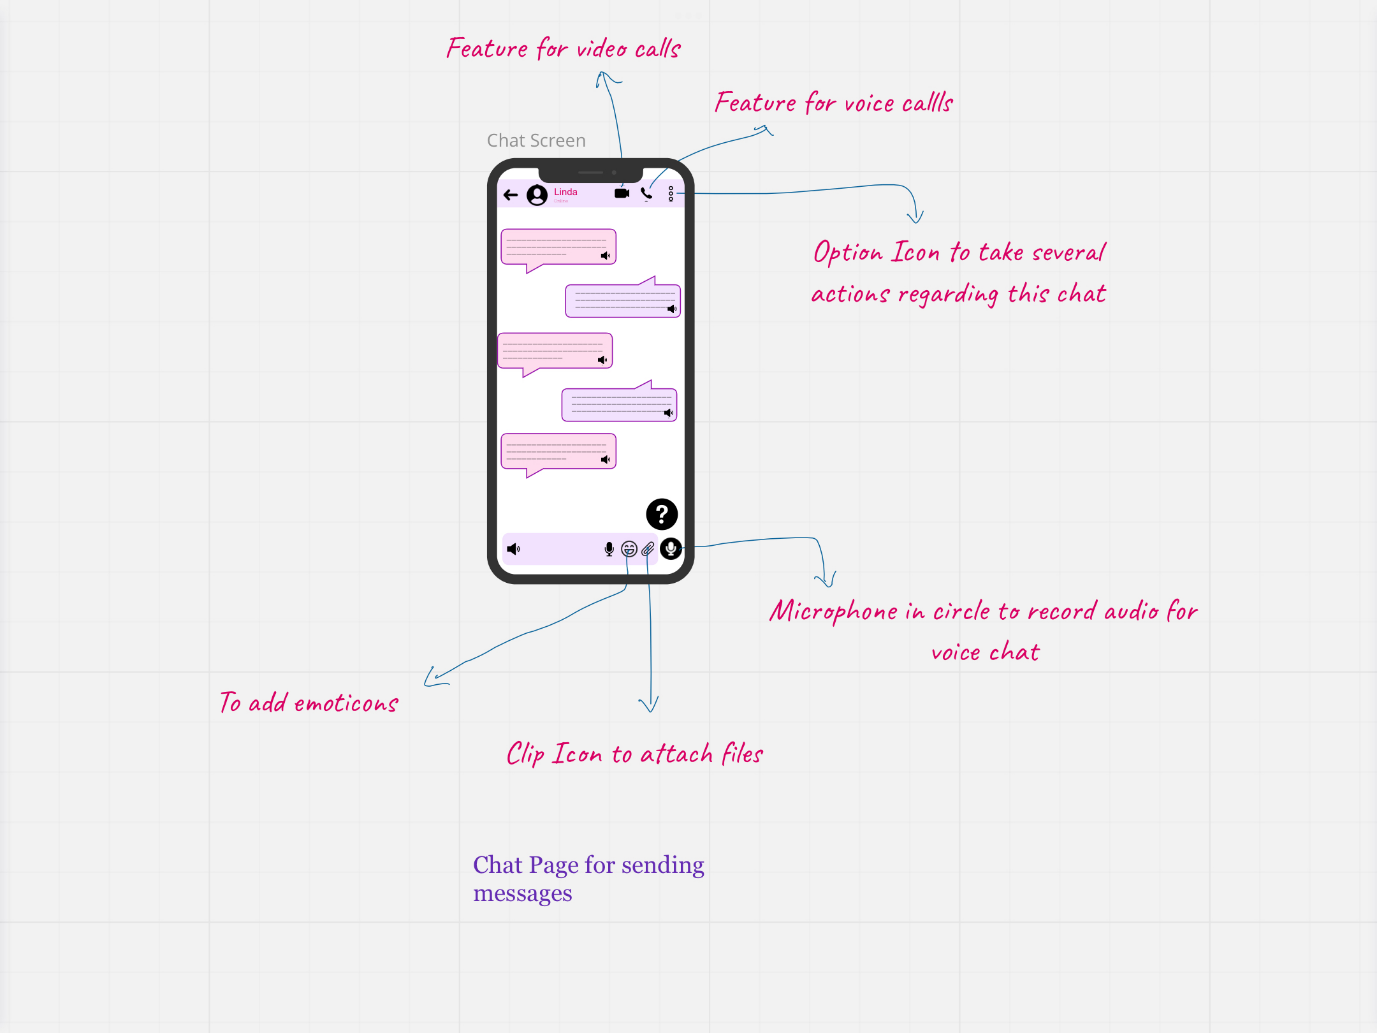 Feature for video calls
Feature for voice callls
Chat Screen
Linda
Option Icon to take several
actions regarding this chat
?
Microphone in circle to record audio for
voice chat
To add emoticons
Clip Icon to attach files
Chat Page for sending
messages